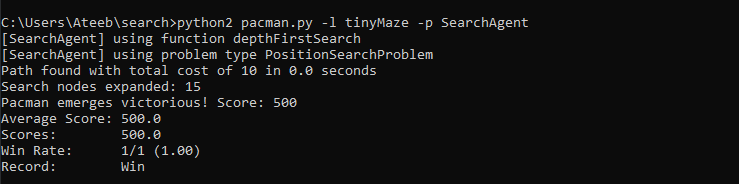 C:\Users\Ateeb\search>python2 pacman.py -l tinyMaze -p SearchAgent
[SearchAgent] using function depthFirstSearch
[SearchAgent] using problem type PositionSearchProblem
Path found with total cost of 10 in 0.0 seconds
Search nodes expanded: 15
Pacman emerges victorious! Score: 500
Average Score: 500.0
Scores:        500.0
Win Rate:      1/1 (1.00)
Record:        Win